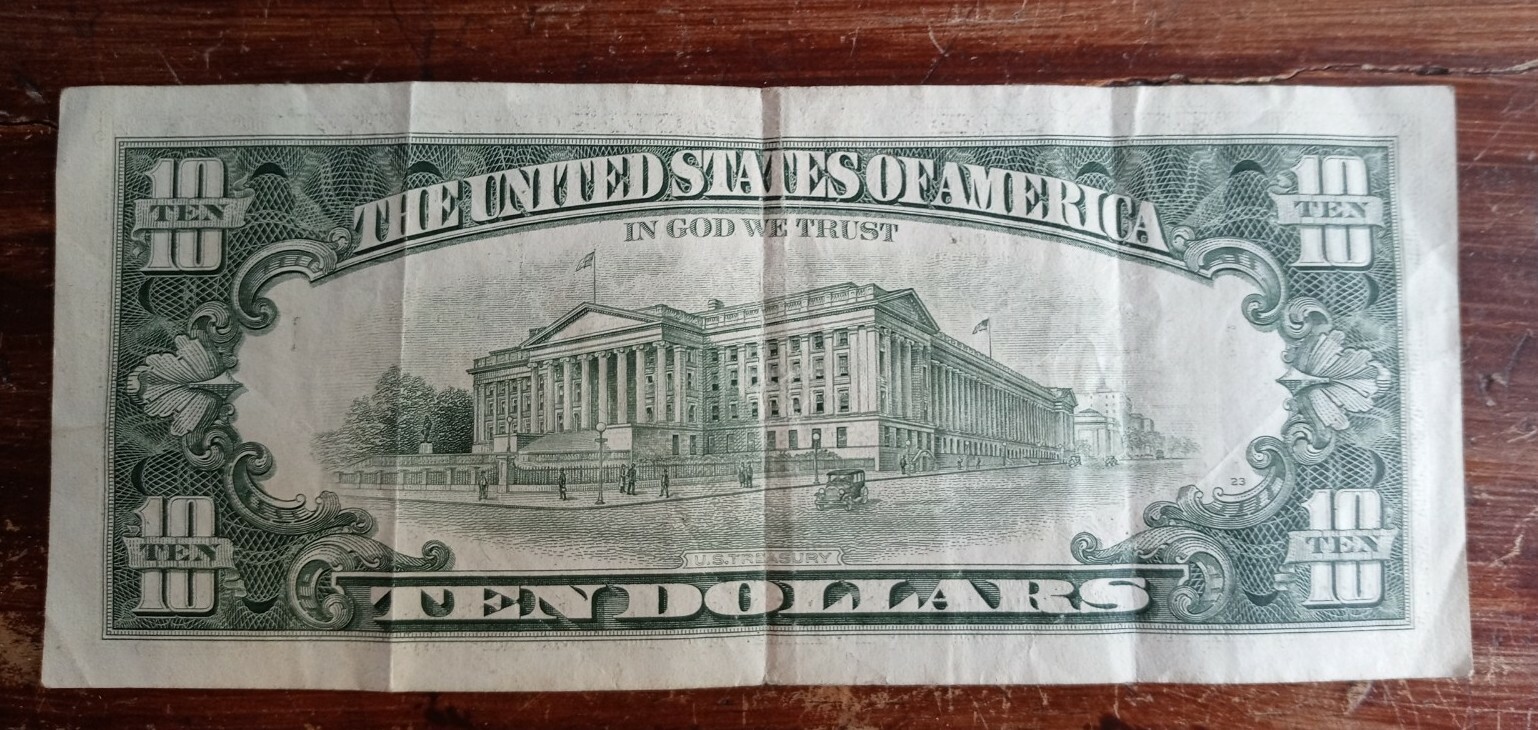 10 TEN 10
THE UNITED STATES OF AMERICA
10 TEN 10
IN GOD WE TRUST
23
10 TEN 10
U.S. TREASURY
10 TEN 10
TEN DOLLARS